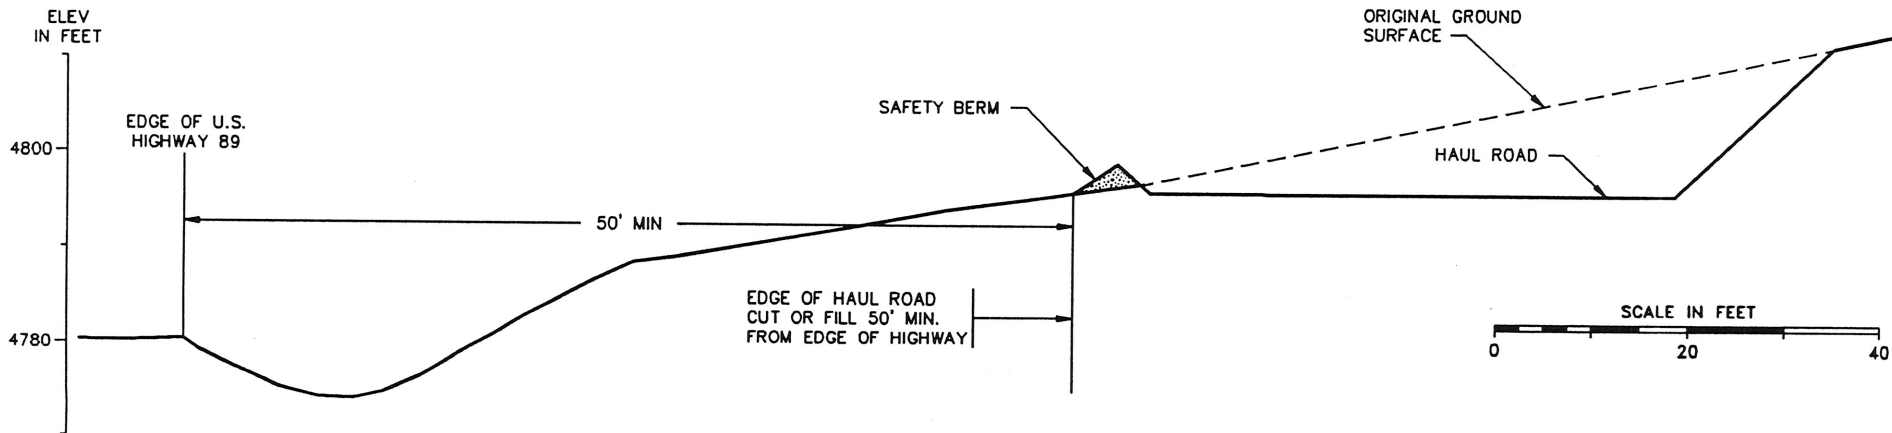 ELEV
IN FEET
ORIGINAL GROUND
SURFACE
SAFETY BERM
EDGE OF U.S.
HIGHWAY 89
4800
HAUL ROAD
50' MIN
EDGE OF HAUL ROAD
CUT OR FILL 50' MIN.
FROM EDGE OF HIGHWAY
SCALE IN FEET
4780
0 20 40